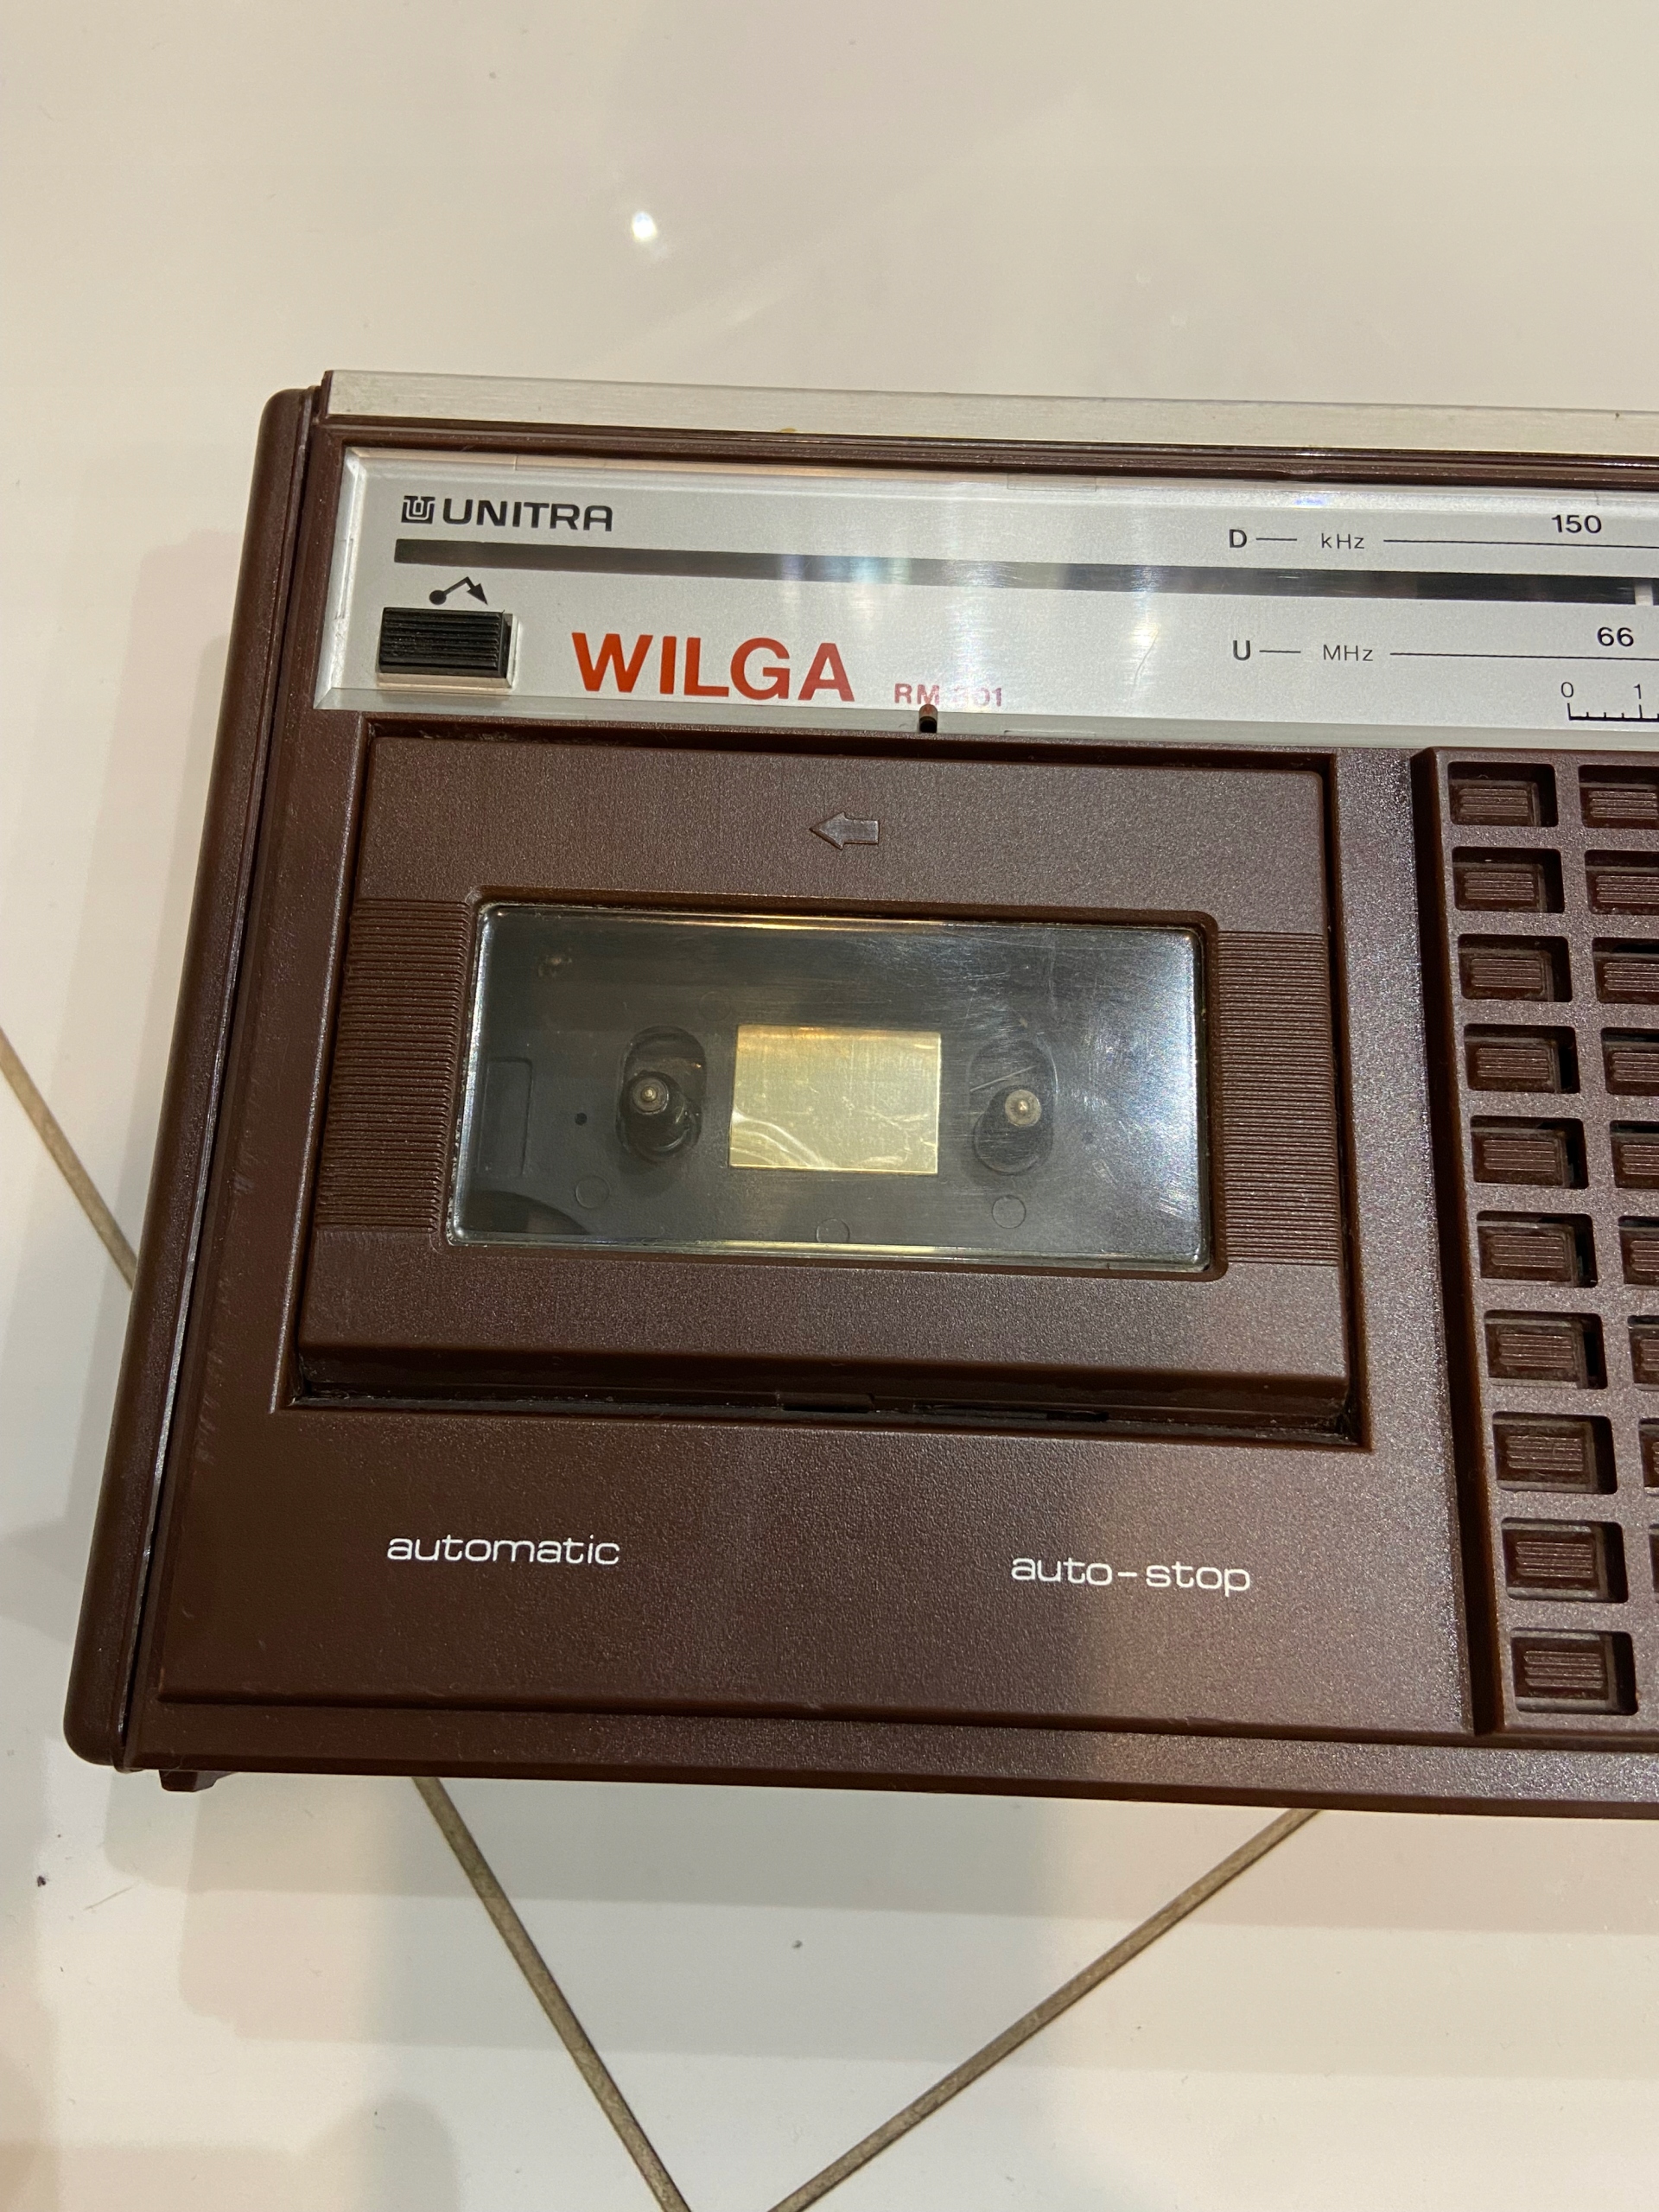 UNITRA
D kHz 150
WILGA
U MHz 66
0 1
automatic
auto-stop